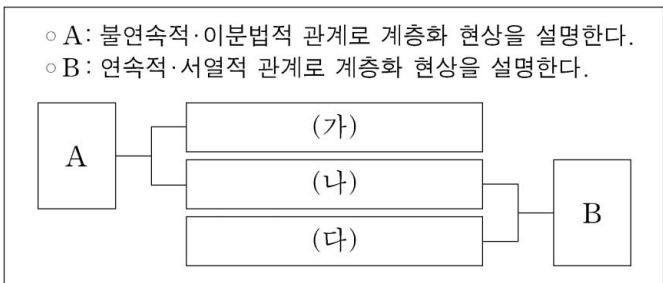 ○ A: 불연속적·이분법적 관계로 계층화 현상을 설명한다.
○ B: 연속적·서열적 관계로 계층화 현상을 설명한다.
(가)
A
(나)
B
(다)